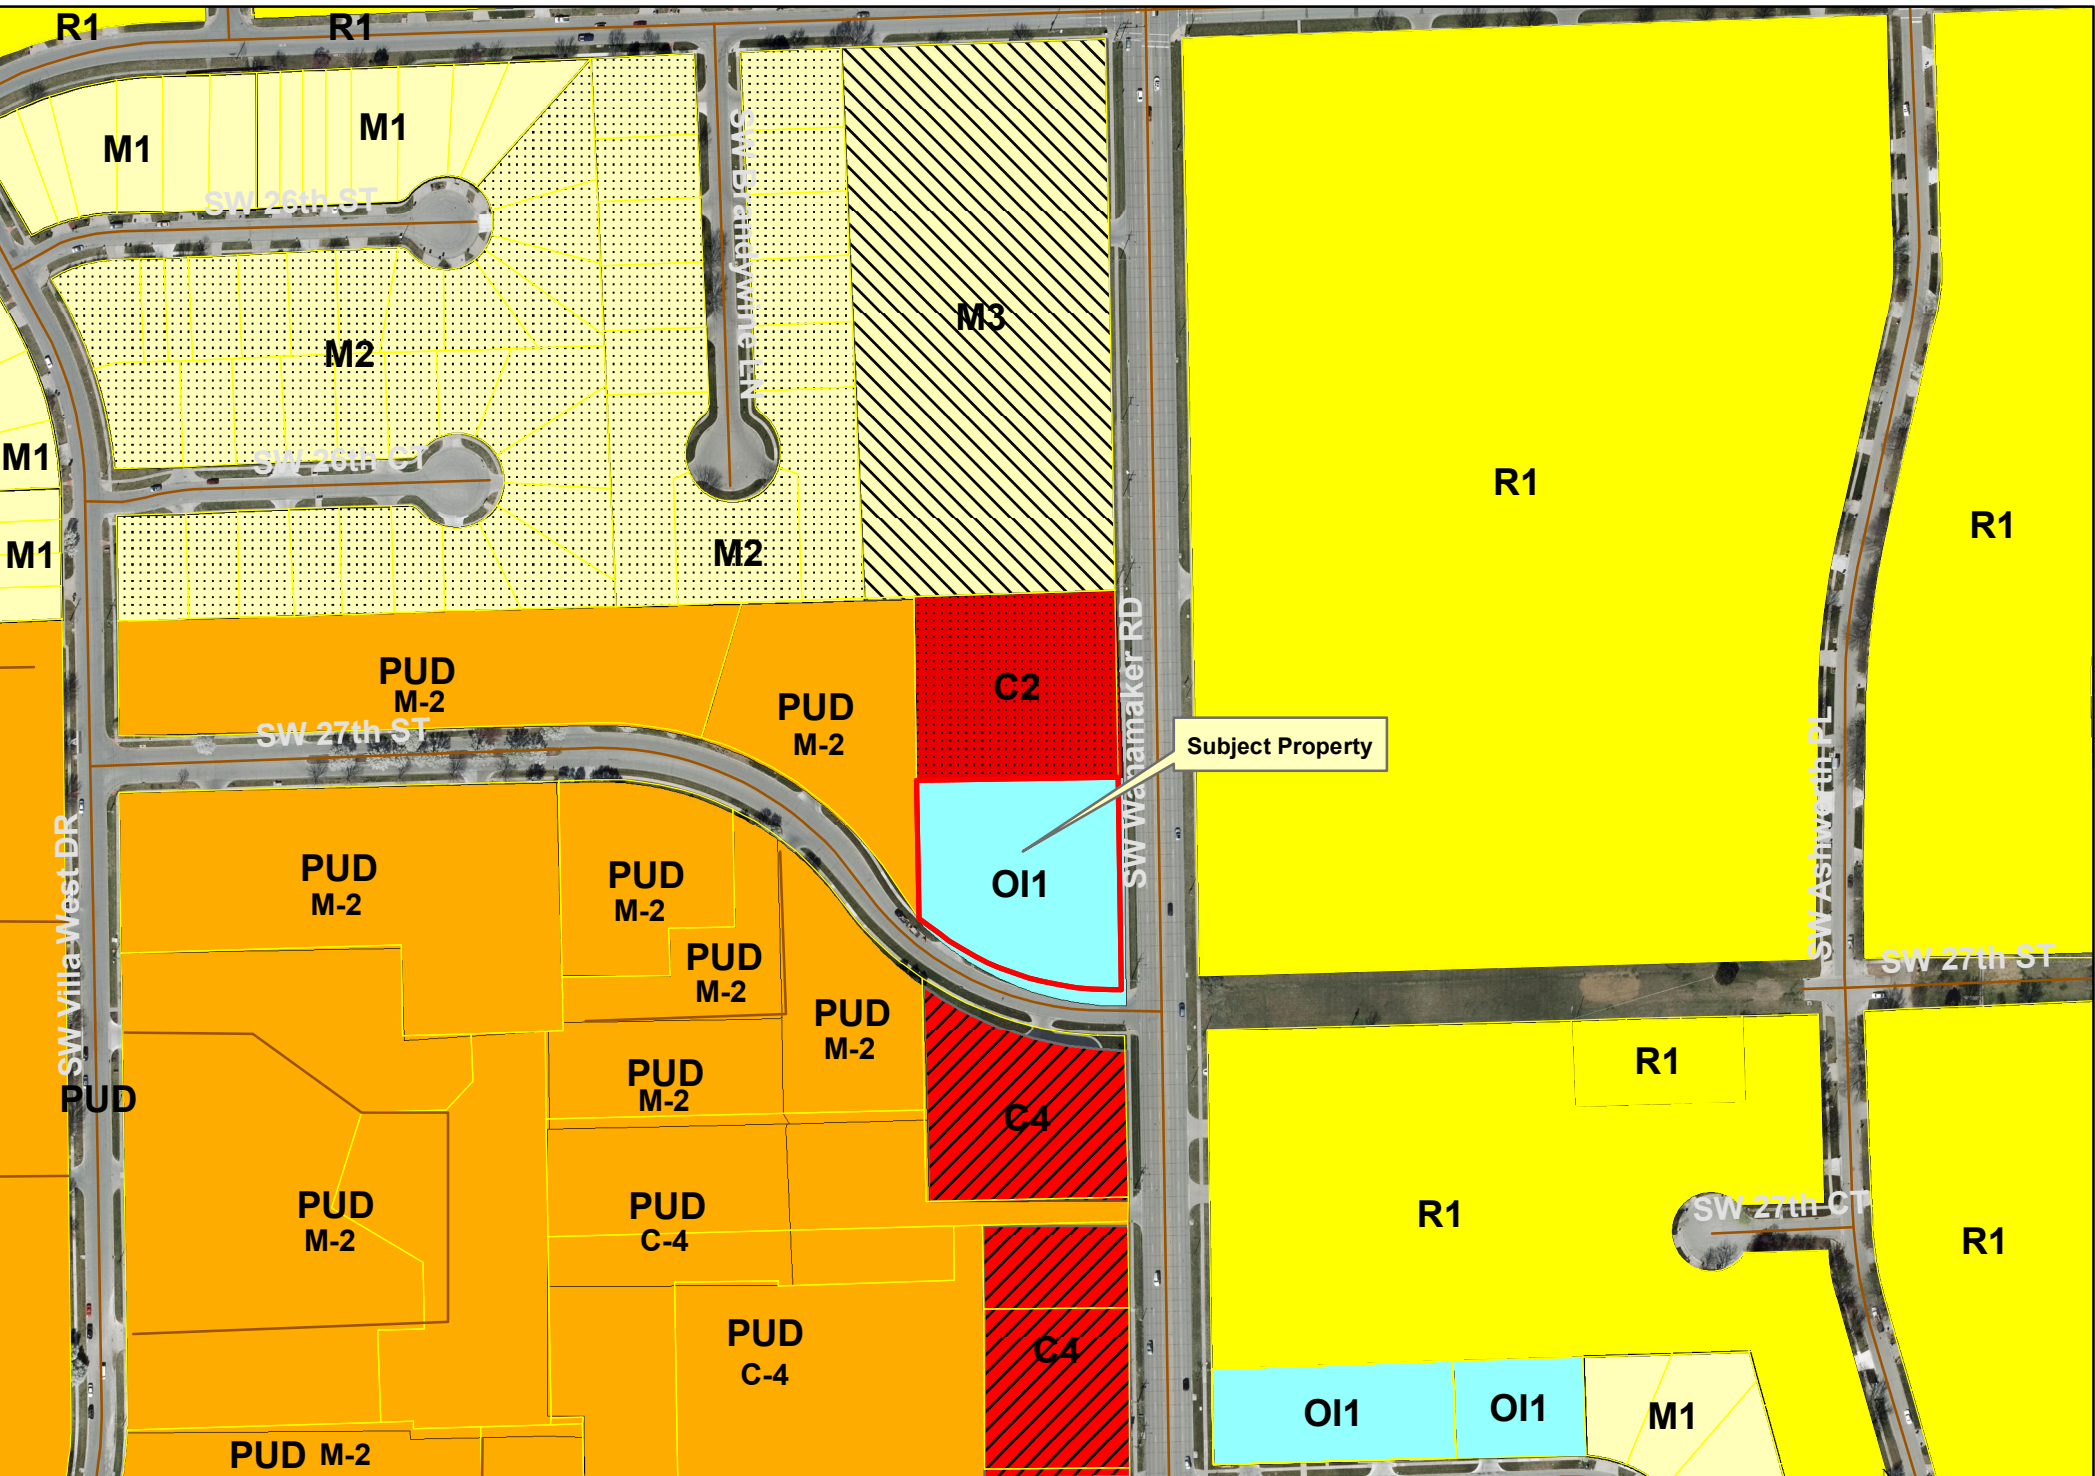 R1
R1
M1
M1
SW 26th ST
SW Brandywine LN
M3
M2
M1
SW 26th CT
R1
R1
M1
M2
PUD
M-2
C2
SW Wanamaker RD
PUD
M-2
SW 27th ST
Subject Property
SW Ashworth PL
SW Villa West DR
PUD
M-2
PUD
M-2
OI1
PUD
M-2
SW 27th ST
PUD
M-2
PUD
M-2
R1
PUD
C4
PUD
M-2
PUD
C-4
R1
SW 27th CT
R1
PUD
C-4
C4
OI1
OI1
M1
PUD M-2